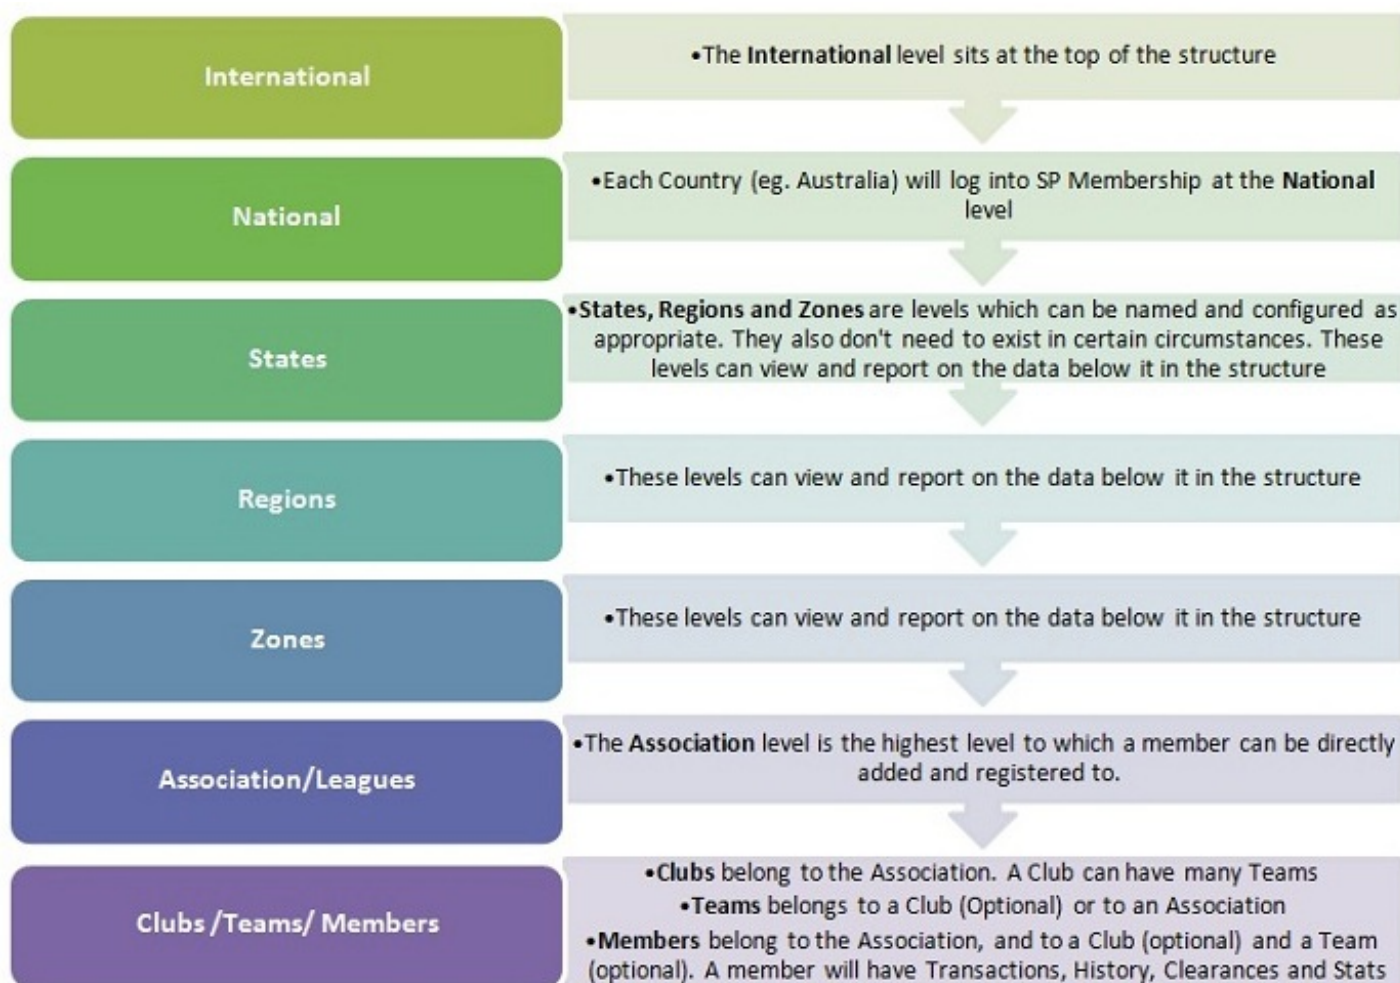 International
•The International level sits at the top of the structure
National
•Each Country (eg. Australia) will log into SP Membership at the National
level
States
•States, Regions and Zones are levels which can be named and configured as
appropriate. They also don't need to exist in certain circumstances. These
levels can view and report on the data below it in the structure
Regions
•These levels can view and report on the data below it in the structure
Zones
•These levels can view and report on the data below it in the structure
Association/Leagues
•The Association level is the highest level to which a member can be directly
added and registered to.
Clubs /Teams/ Members
•Clubs belong to the Association. A Club can have many Teams
•Teams belongs to a Club (Optional) or to an Association
•Members belong to the Association, and to a Club (optional) and a Team
(optional). A member will have Transactions, History, Clearances and Stats